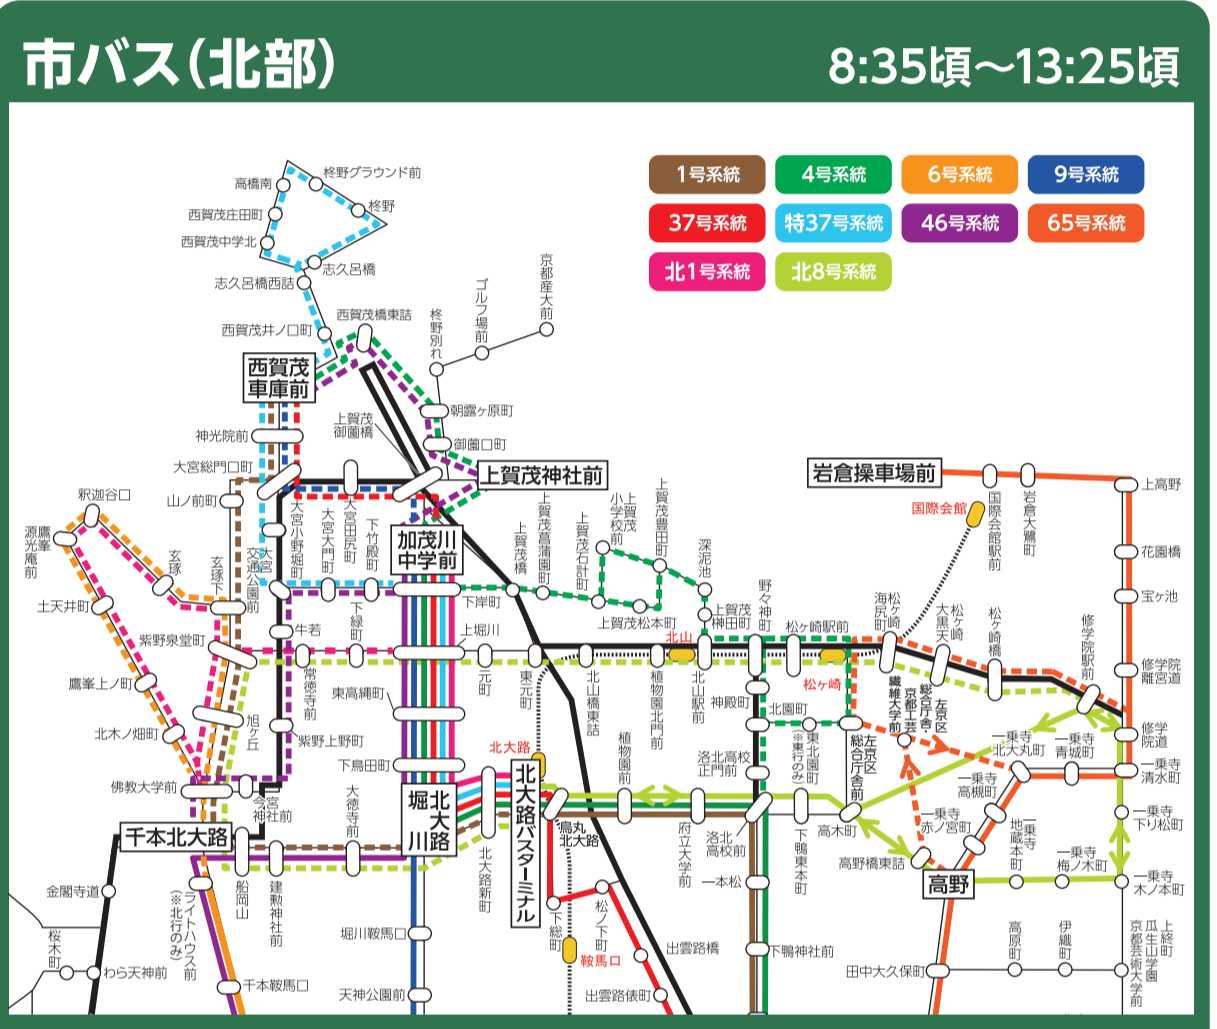 市バス(北部)
8:35頃〜13:25頃
1号系統
4号系統
6号系統
9号系統
37号系統
特37号系統
46号系統
65号系統
北1号系統
北8号系統
高橋南
柊野グラウンド前
西賀茂庄田町
柊野
西賀茂中学北
志久呂橋
志久呂橋西詰
西賀茂井ノ口町
西賀茂橋東詰
柊野別れ
ゴルフ場前
京都産大前
西賀茂
車庫前
神光院前
上賀茂
御薗橋
朝露ヶ原町
御薗口町
上賀茂神社前
岩倉操車場前
国際会館
国際会館駅前
岩倉大鷺町
上高野
花園橋
宝ヶ池
修学院
離宮道
修学
院道
大宮総門口町
山ノ前町
釈迦谷口
鷹峯
源光庵前
土天井町
玄琢
玄琢下
大宮
交通公園前
大宮小野堀町
大宮大門町
大宮田尻町
下竹殿町
加茂川
中学前
上賀茂橋
上賀茂菖蒲園町
上賀茂石計町
上賀茂
小学校前
上賀茂豊田町
深泥池
上賀茂松本町
上賀茂
榊田町
野々神町
松ヶ崎駅前
松ヶ崎
海尻町
松ヶ崎
大黒天
松ヶ崎橋
修学院駅前
紫野泉堂町
鷹峯上ノ町
北木ノ畑町
佛教大学前
牛若
下緑町
下岸町
上堀川
常徳寺前
旭ヶ丘
紫野上野町
東高縄町
下鳥田町
元町
東元町
北山橋東詰
植物園北門前
北山
北山駅前
松ヶ崎
神殿町
北園町
東北園町
(※東行のみ)
洛北高校
正門前
左京区
総合庁舎前
京都工芸
繊維大学前
左京区
総合庁舎・
一乗寺
北大丸町
一乗寺
青城町
一乗寺
清水町
一乗寺
高槻町
一乗寺
赤ノ宮町
一乗寺
地蔵本町
一乗寺
梅ノ木町
一乗寺
下り松町
一乗寺
木ノ本町
千本北大路
今宮
神社前
大徳寺前
船岡山
建勲神社前
北大路
堀川
北大路新町
北大路
北大路バスターミナル
烏丸
北大路
植物園前
府立大学前
洛北
高校前
下鴨東本町
高木町
高野橋東詰
高野
一本松
下鴨神社前
金閣寺道
桜木町
わら天神前
ライトハウス前
(※北行のみ)
千本鞍馬口
堀川鞍馬口
天神公園前
下総町
鞍馬口
松ノ下町
出雲路橋
出雲路俵町
田中大久保町
高原町
伊織町
上終町
瓜生山学園
京都芸術大学前